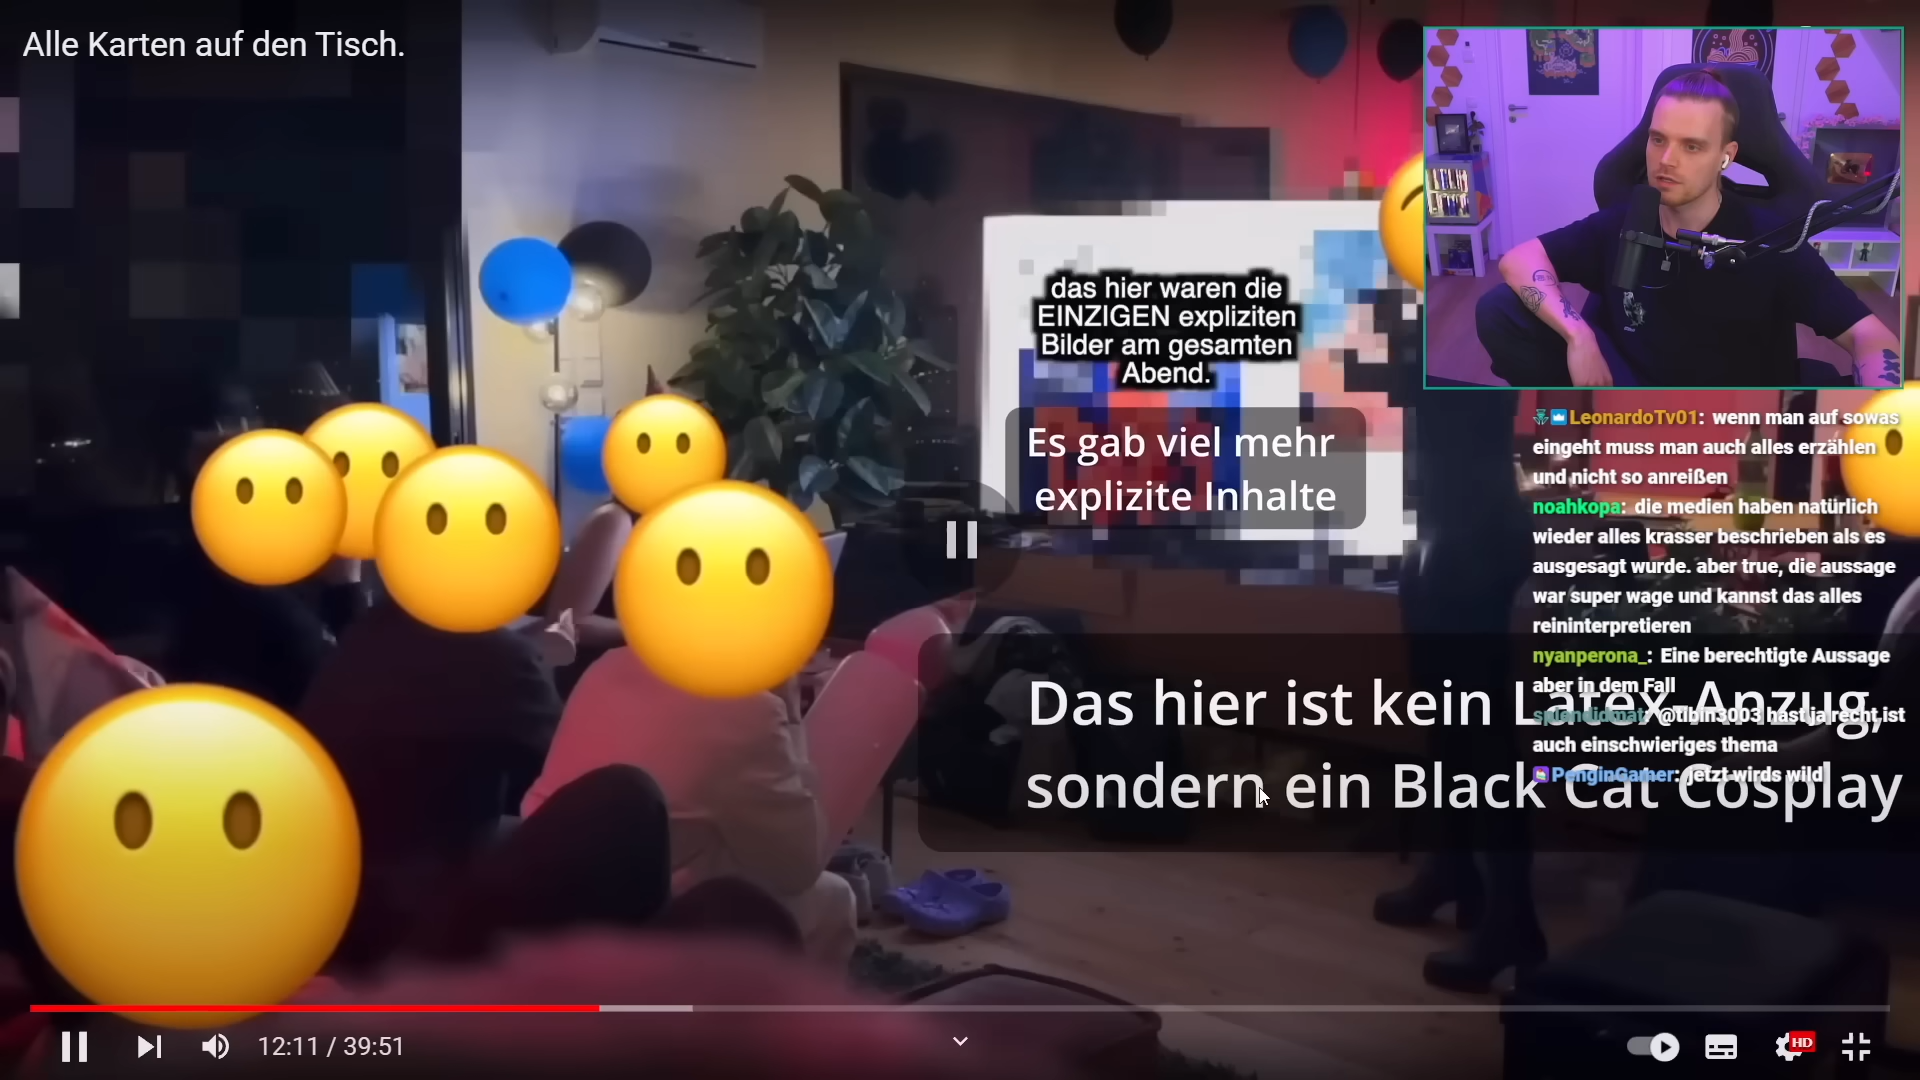 Alle Karten auf den Tisch.
das hier waren die
EINZIGEN expliziten
Bilder am gesamten
Abend.
Es gab viel mehr
explizite Inhalte
Das hier ist kein Latex-Anzug,
sondern ein Black Cat Cosplay
LeonardoTv01: wenn man auf sowas
eingeht muss man auch alles erzählen
und nicht so anreißen
noahkopa: die medien haben natürlich
wieder alles krasser beschrieben als es
ausgesagt wurde. aber true, die aussage
war super wage und kannst das alles
reininterpretieren
nyanperona_: Eine berechtigte Aussage
aber in dem Fall
splendidmat: @tibin3003 hast ja recht ist
auch einschwieriges thema
PenginGamer: jetzt wirds wild
12:11 / 39:51
HD